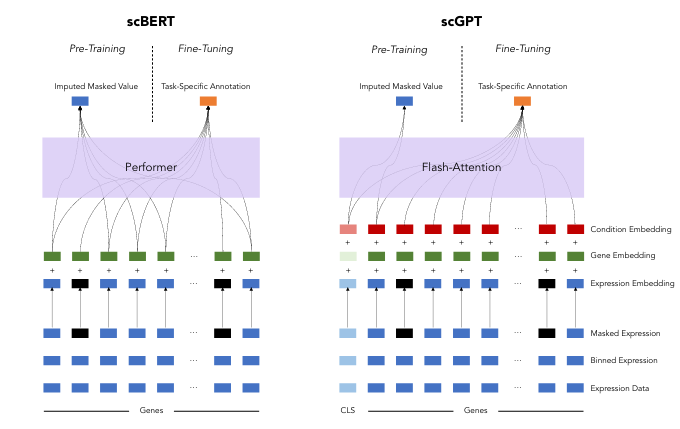 scBERT
Pre-Training
Fine-Tuning
Imputed Masked Value
Task-Specific Annotation
Performer
+ + + + + ... + +
...
...
...
...
Genes
scGPT
Pre-Training
Fine-Tuning
Imputed Masked Value
Task-Specific Annotation
Flash-Attention
... Condition Embedding
+ + + + + + + +
... Gene Embedding
+ + + + + + + +
... Expression Embedding
... Masked Expression
... Binned Expression
... Expression Data
CLS
Genes